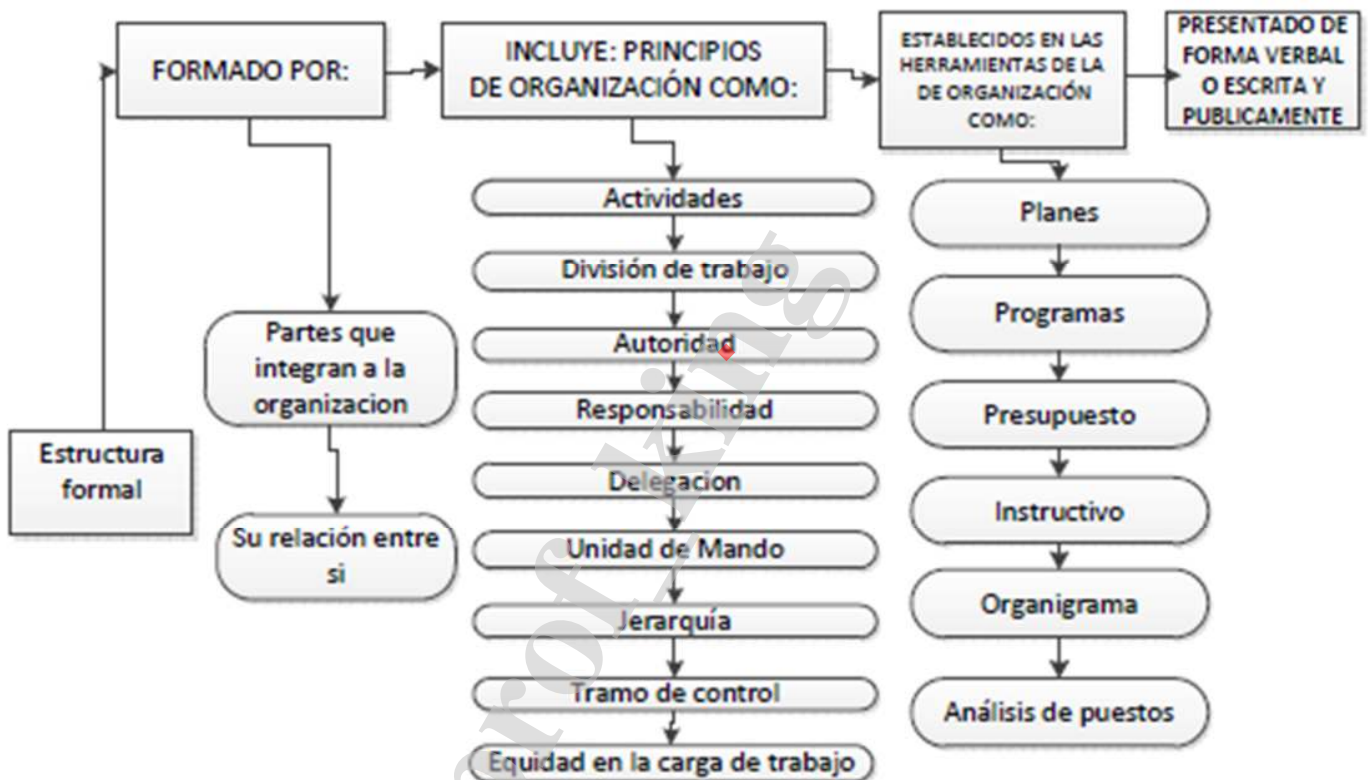 FORMADO POR:
INCLUYE: PRINCIPIOS
DE ORGANIZACIÓN COMO:
ESTABLECIDOS EN LAS
HERRAMIENTAS DE LA
DE ORGANIZACIÓN
COMO:
PRESENTADO DE
FORMA VERBAL
O ESCRITA Y
PUBLICAMENTE
Estructura
formal
Partes que
integran a la
organizacion
Su relación entre
si
Actividades
División de trabajo
Autoridad
Responsabilidad
Delegacion
Unidad de Mando
Jerarquía
Tramo de control
Equidad en la carga de trabajo
Planes
Programas
Presupuesto
Instructivo
Organigrama
Análisis de puestos